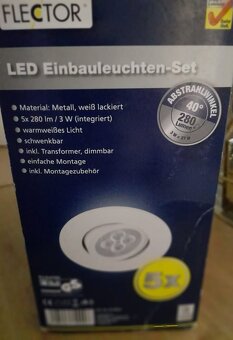 FLECTOR®
LED Einbauleuchten-Set
Material: Metall, weiß lackiert
5x 280 lm / 3 W (integriert)
warmweißes Licht
schwenkbar
inkl. Transformer, dimmbar
einfache Montage
inkl. Montagezubehör
ABSTRAHLWINKEL
40°
280
5x
GS